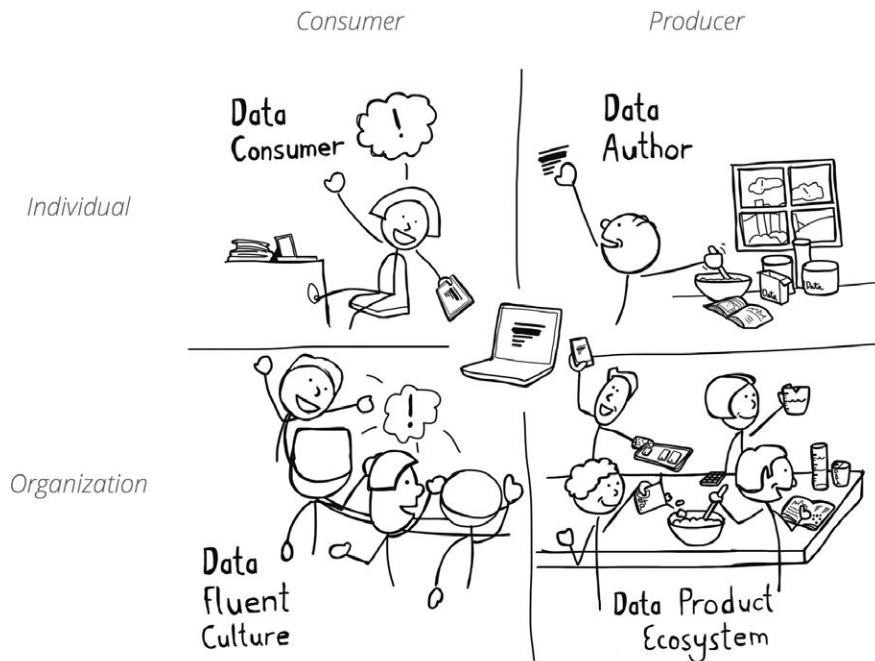 Consumer
Producer
Data
Consumer
!
Data
Author
Individual
Data
Data
!
Organization
Data
Fluent
Culture
Data Product
Ecosystem